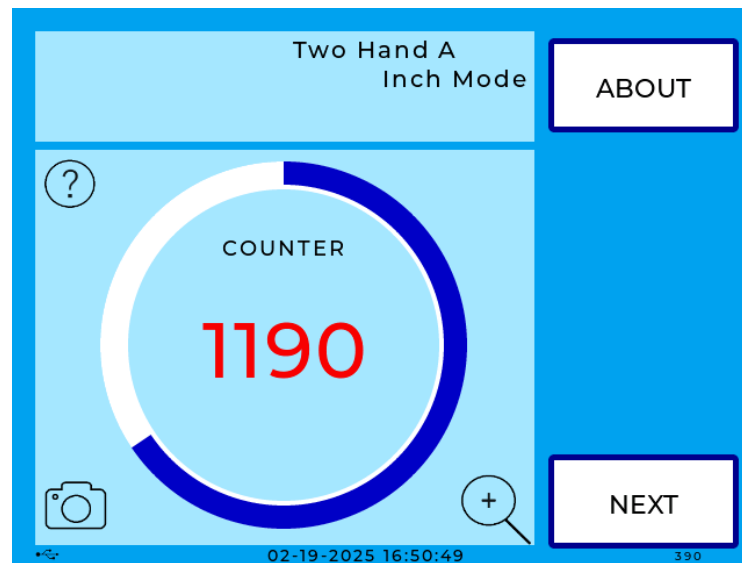 Two Hand A
Inch Mode
ABOUT
?
COUNTER
1190
+
NEXT
02-19-2025 16:50:49
390